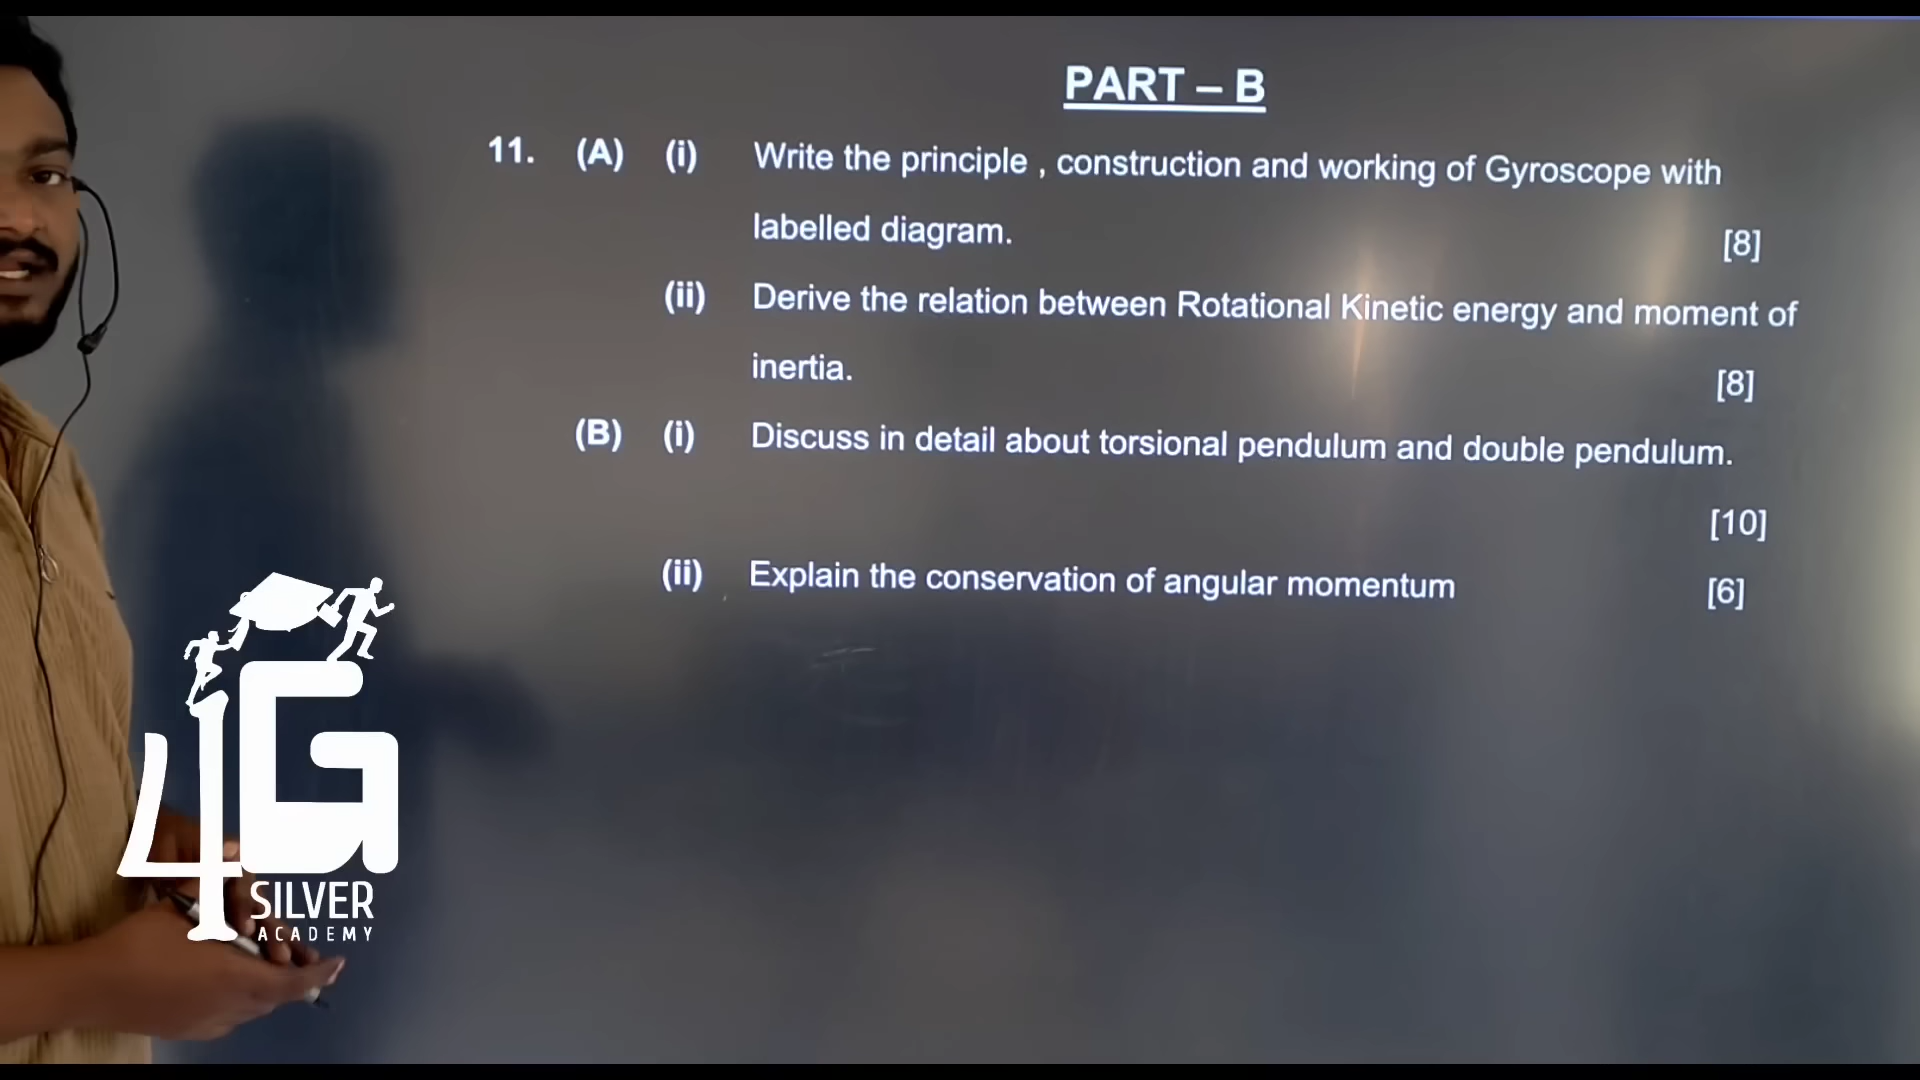 PART – B
11. (A) (i) Write the principle , construction and working of Gyroscope with
labelled diagram. [8]
(ii) Derive the relation between Rotational Kinetic energy and moment of
inertia. [8]
(B) (i) Discuss in detail about torsional pendulum and double pendulum.
[10]
(ii) Explain the conservation of angular momentum [6]
4G
SILVER
ACADEMY